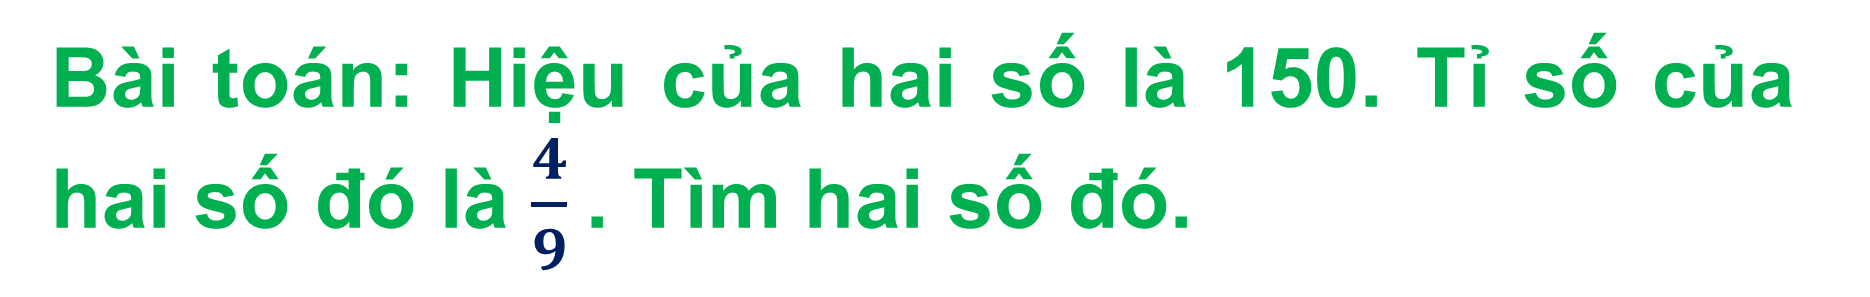 Bài toán: Hiệu của hai số là 150. Tỉ số của
hai số đó là 4/9 . Tìm hai số đó.